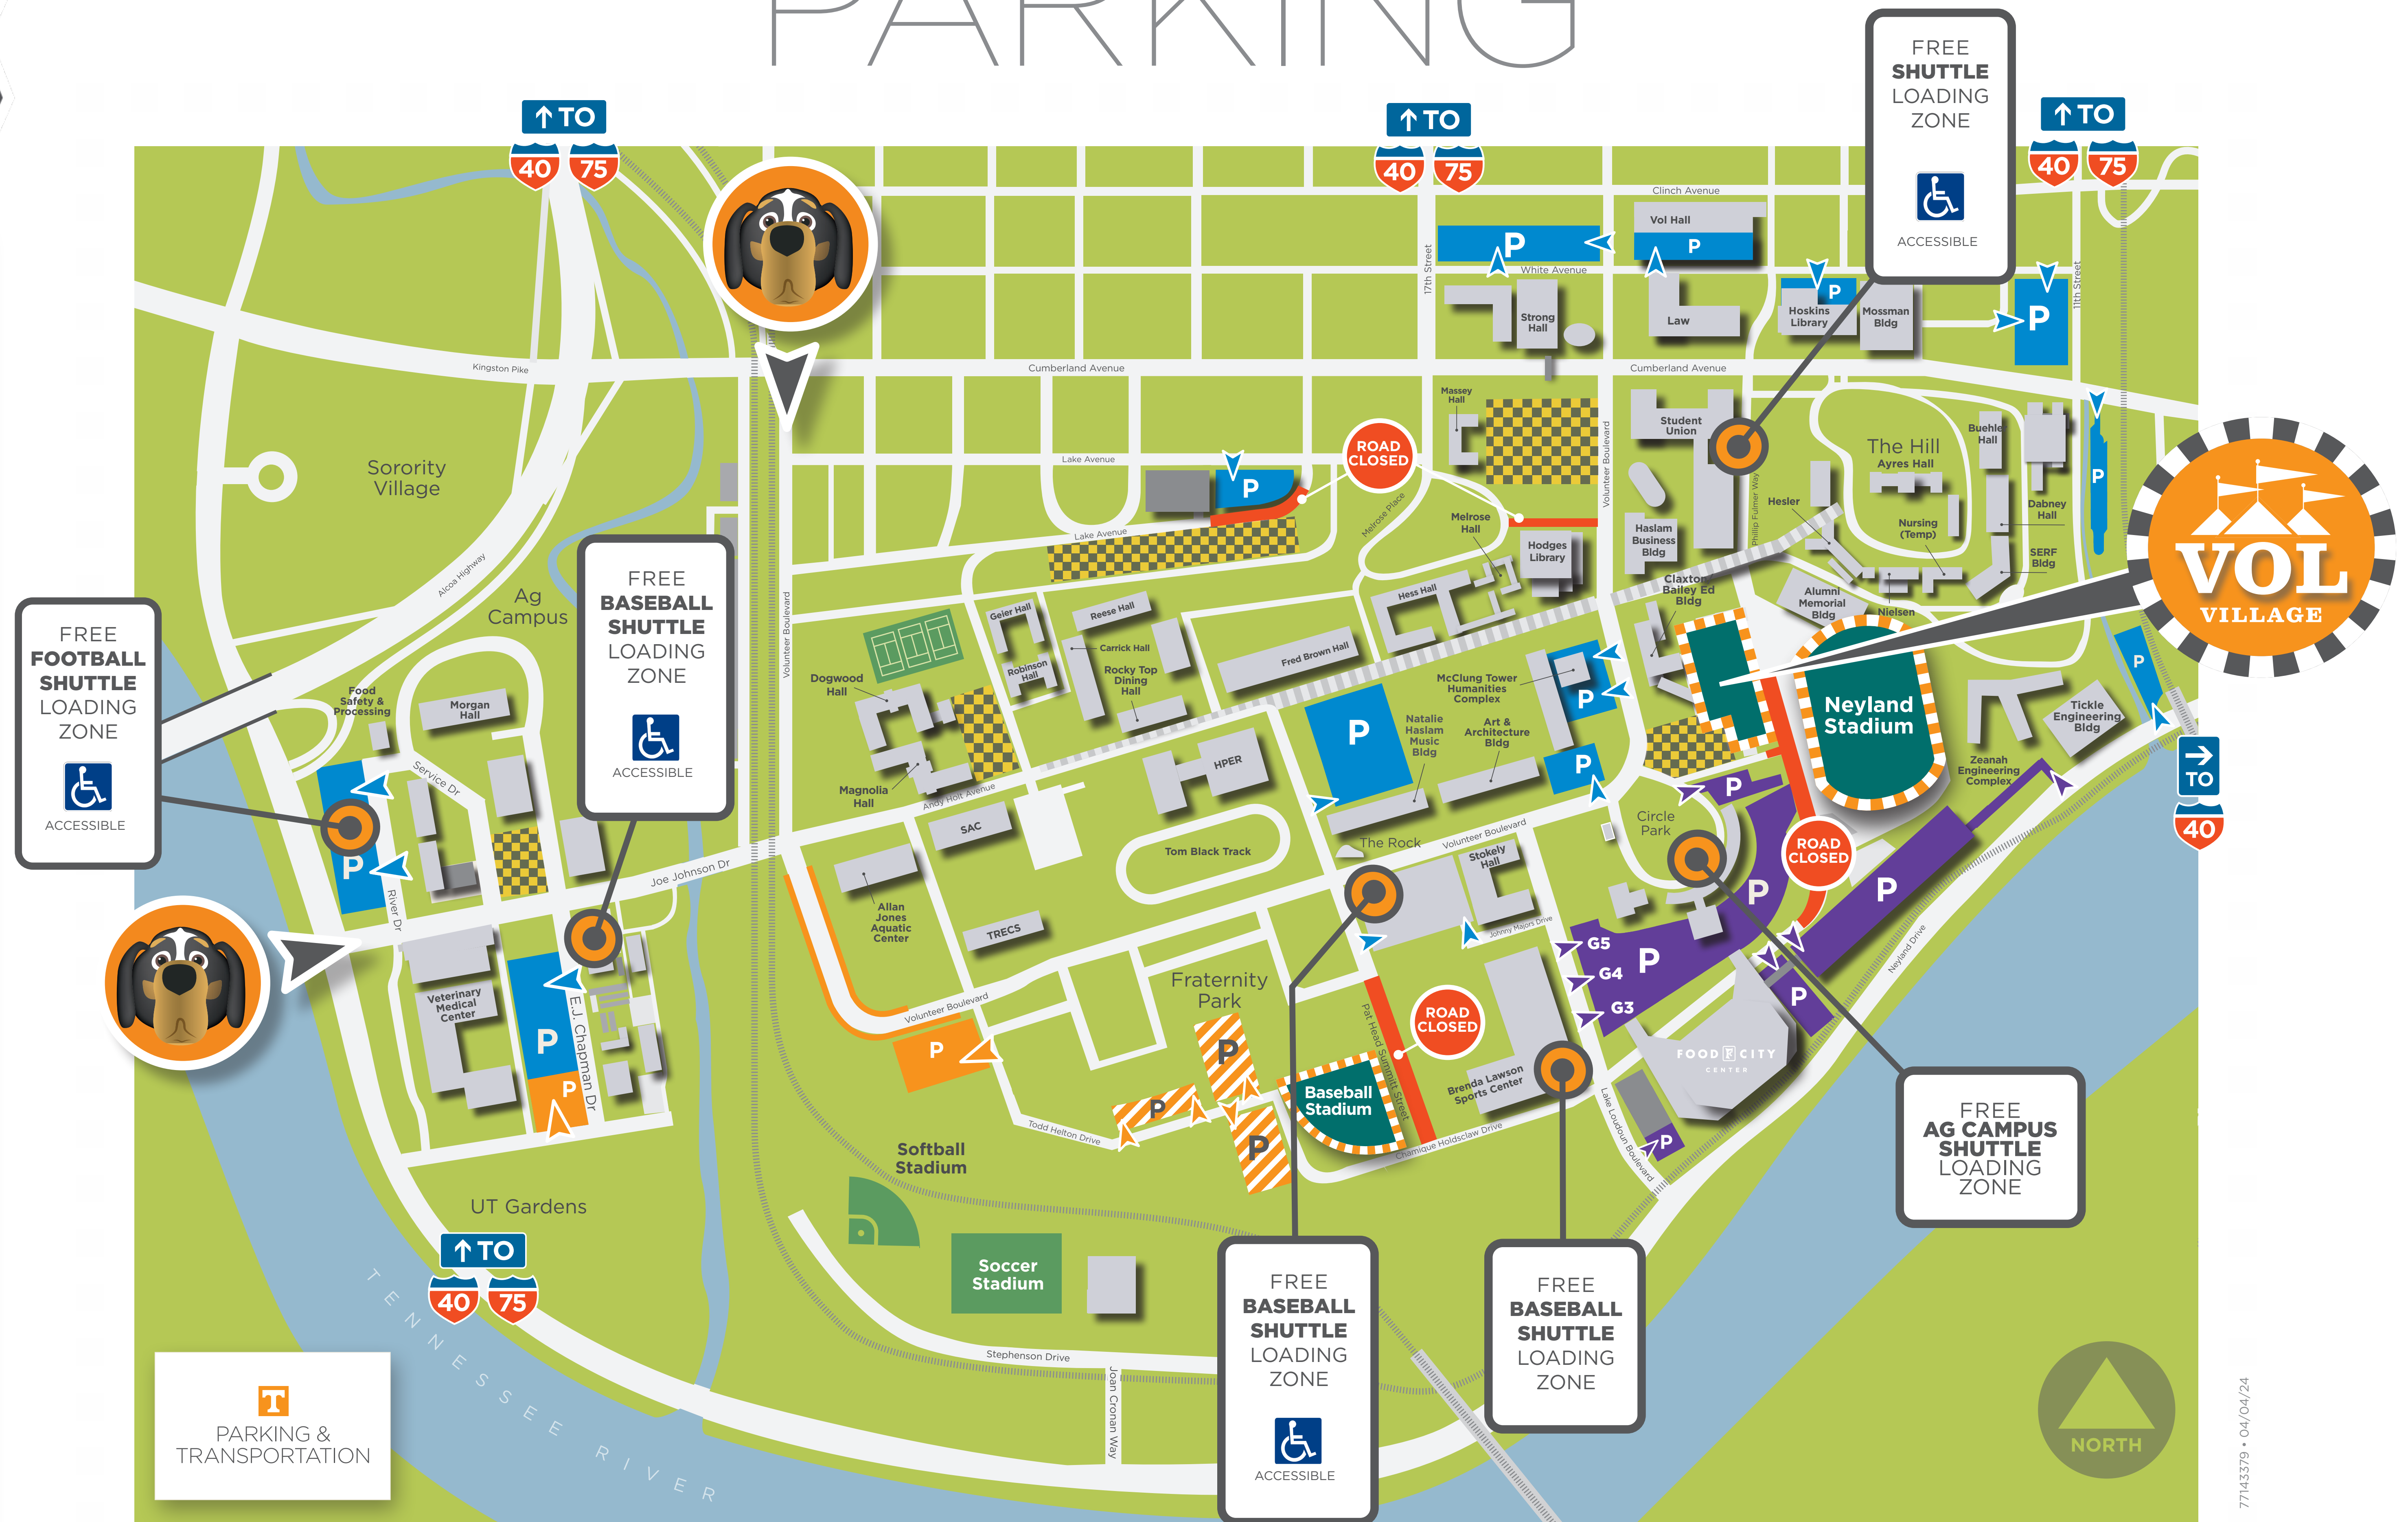 PARKING
FREE
SHUTTLE
LOADING
ZONE
ACCESSIBLE
↑ TO
40 75
↑ TO
40 75
↑ TO
40 75
Clinch Avenue
Vol Hall
P
P
White Avenue
17th Street
11th Street
Strong
Hall
Law
P
Hoskins
Library
Mossman
Bldg
P
Kingston Pike
Cumberland Avenue
Cumberland Avenue
Massey
Hall
Student
Union
The Hill
Ayres Hall
Buehle
Hall
P
Sorority
Village
Lake Avenue
P
ROAD
CLOSED
Volunteer Boulevard
Phillip Fulmer Way
Hesler
Dabney
Hall
Melrose Place
Melrose
Hall
Haslam
Business
Bldg
Nursing
(Temp)
Lake Avenue
Hodges
Library
SERF
Bldg
VOL
VILLAGE
Alcoa Highway
Ag
Campus
FREE
BASEBALL
SHUTTLE
LOADING
ZONE
ACCESSIBLE
FREE
FOOTBALL
SHUTTLE
LOADING
ZONE
ACCESSIBLE
Volunteer Boulevard
Geier Hall
Reese Hall
Hess Hall
Claxton
Bailey Ed
Bldg
Alumni
Memorial
Bldg
Nielsen
Carrick Hall
Robinson
Hall
Rocky Top
Dining
Hall
Fred Brown Hall
P
Dogwood
Hall
McClung Tower
Humanities
Complex
P
Neyland
Stadium
Tickle
Engineering
Bldg
Food
Safety &
Processing
Morgan
Hall
P
Natalie
Haslam
Music
Bldg
Art &
Architecture
Bldg
Zeanah
Engineering
Complex
→
TO
40
Service Dr
Magnolia
Hall
Andy Holt Avenue
HPER
P
P
SAC
Tom Black Track
The Rock
Volunteer Boulevard
Circle
Park
ROAD
CLOSED
P
Joe Johnson Dr
Stokely
Hall
P
P
River Dr
Allan
Jones
Aquatic
Center
TRECS
Johnny Majors Drive
G5
G4
G3
P
Neyland Drive
Veterinary
Medical
Center
P
E.J. Chapman Dr
P
Fraternity
Park
Volunteer Boulevard
P
P
P
P
Pat Head Summitt Street
ROAD
CLOSED
P
FOOD CITY
CENTER
Baseball
Stadium
Brenda Lawson
Sports Center
Todd Helton Drive
Chamique Holdsclaw Drive
Lake Loudoun Boulevard
P
FREE
AG CAMPUS
SHUTTLE
LOADING
ZONE
Softball
Stadium
UT Gardens
↑ TO
40 75
Soccer
Stadium
FREE
BASEBALL
SHUTTLE
LOADING
ZONE
ACCESSIBLE
FREE
BASEBALL
SHUTTLE
LOADING
ZONE
Stephenson Drive
Joan Cronan Way
TENNESSEE RIVER
T
PARKING &
TRANSPORTATION
NORTH
77143379 • 04/04/24